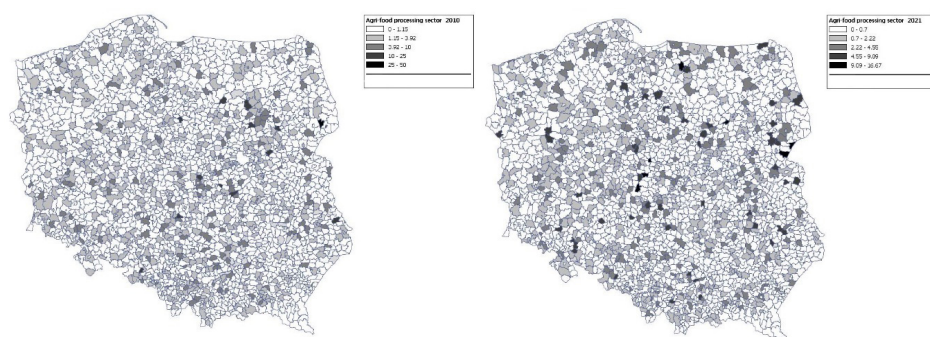 Agri-food processing sector 2010
0 - 1.15
1.15 - 3.92
3.92 - 10
10 - 25
25 - 50
Agri-food processing sector 2021
0 - 0.7
0.7 - 2.22
2.22 - 4.55
4.55 - 9.09
9.09 - 16.67